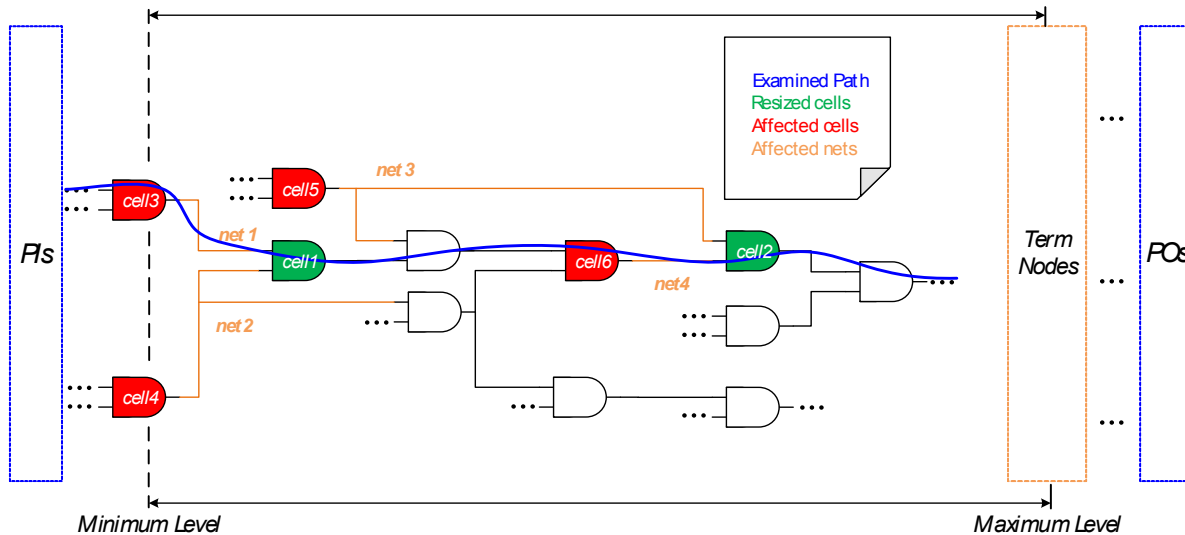 Examined Path
Resized cells
Affected cells
Affected nets
net 3
cell5
cell3
net 1
cell1
cell6
cell2
net4
net 2
cell4
PIs
Term
Nodes
POs
Minimum Level
Maximum Level